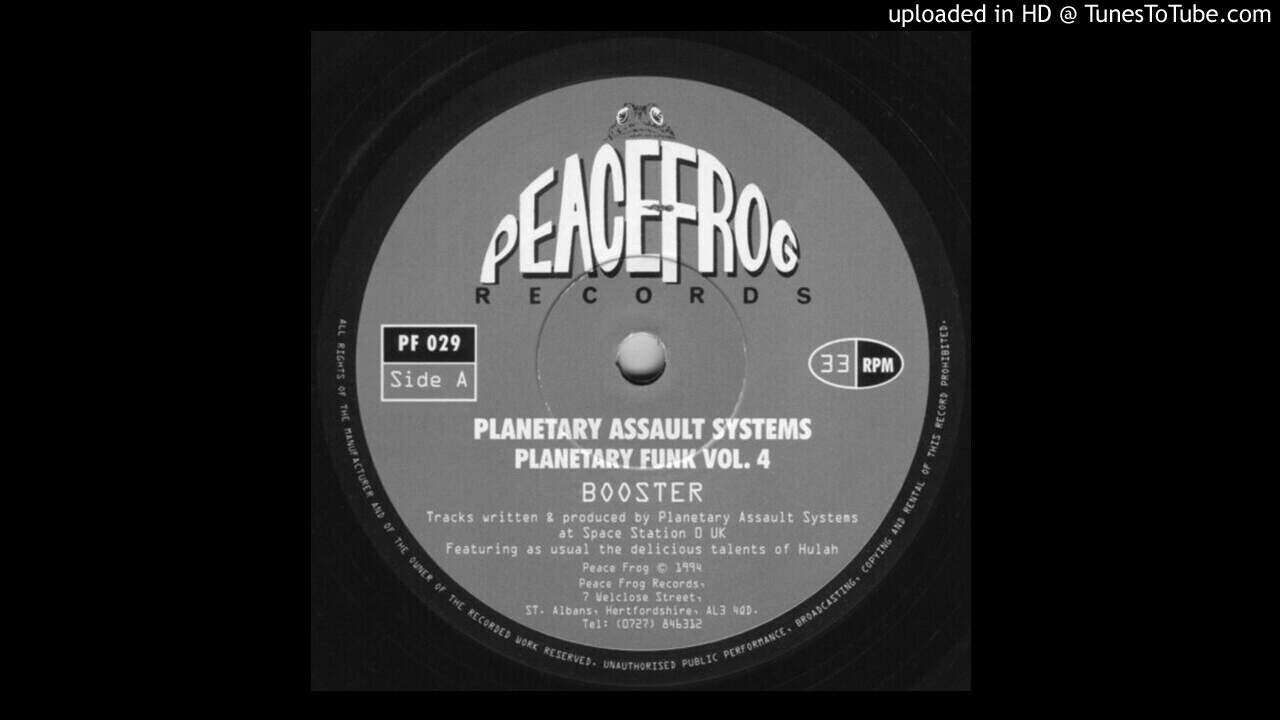 uploaded in HD @ TunesToTube.com
PEACEFROG
RECORDS
PF 029
Side A
33 RPM
PLANETARY ASSAULT SYSTEMS
PLANETARY FUNK VOL. 4
BOOSTER
Tracks written & produced by Planetary Assault Systems
at Space Station 0 UK
Featuring as usual the delicious talents of Hulah
Peace Frog © 1994
Peace Frog Records,
7 Welclose Street,
ST. Albans, Hertfordshire, AL3 4QD.
Tel: (0727) 846312
ALL RIGHTS OF THE MANUFACTURER AND OF THE OWNER OF THE RECORDED WORK RESERVED. UNAUTHORISED PUBLIC PERFORMANCE, BROADCASTING, COPYING AND RENTAL OF THIS RECORD PROHIBITED.